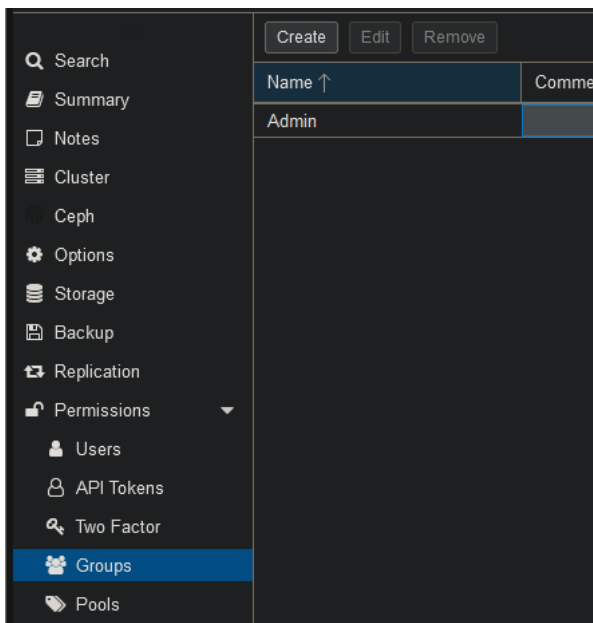 Create Edit Remove
Name ↑ Comme
Admin
Search
Summary
Notes
Cluster
Ceph
Options
Storage
Backup
Replication
Permissions
Users
API Tokens
Two Factor
Groups
Pools